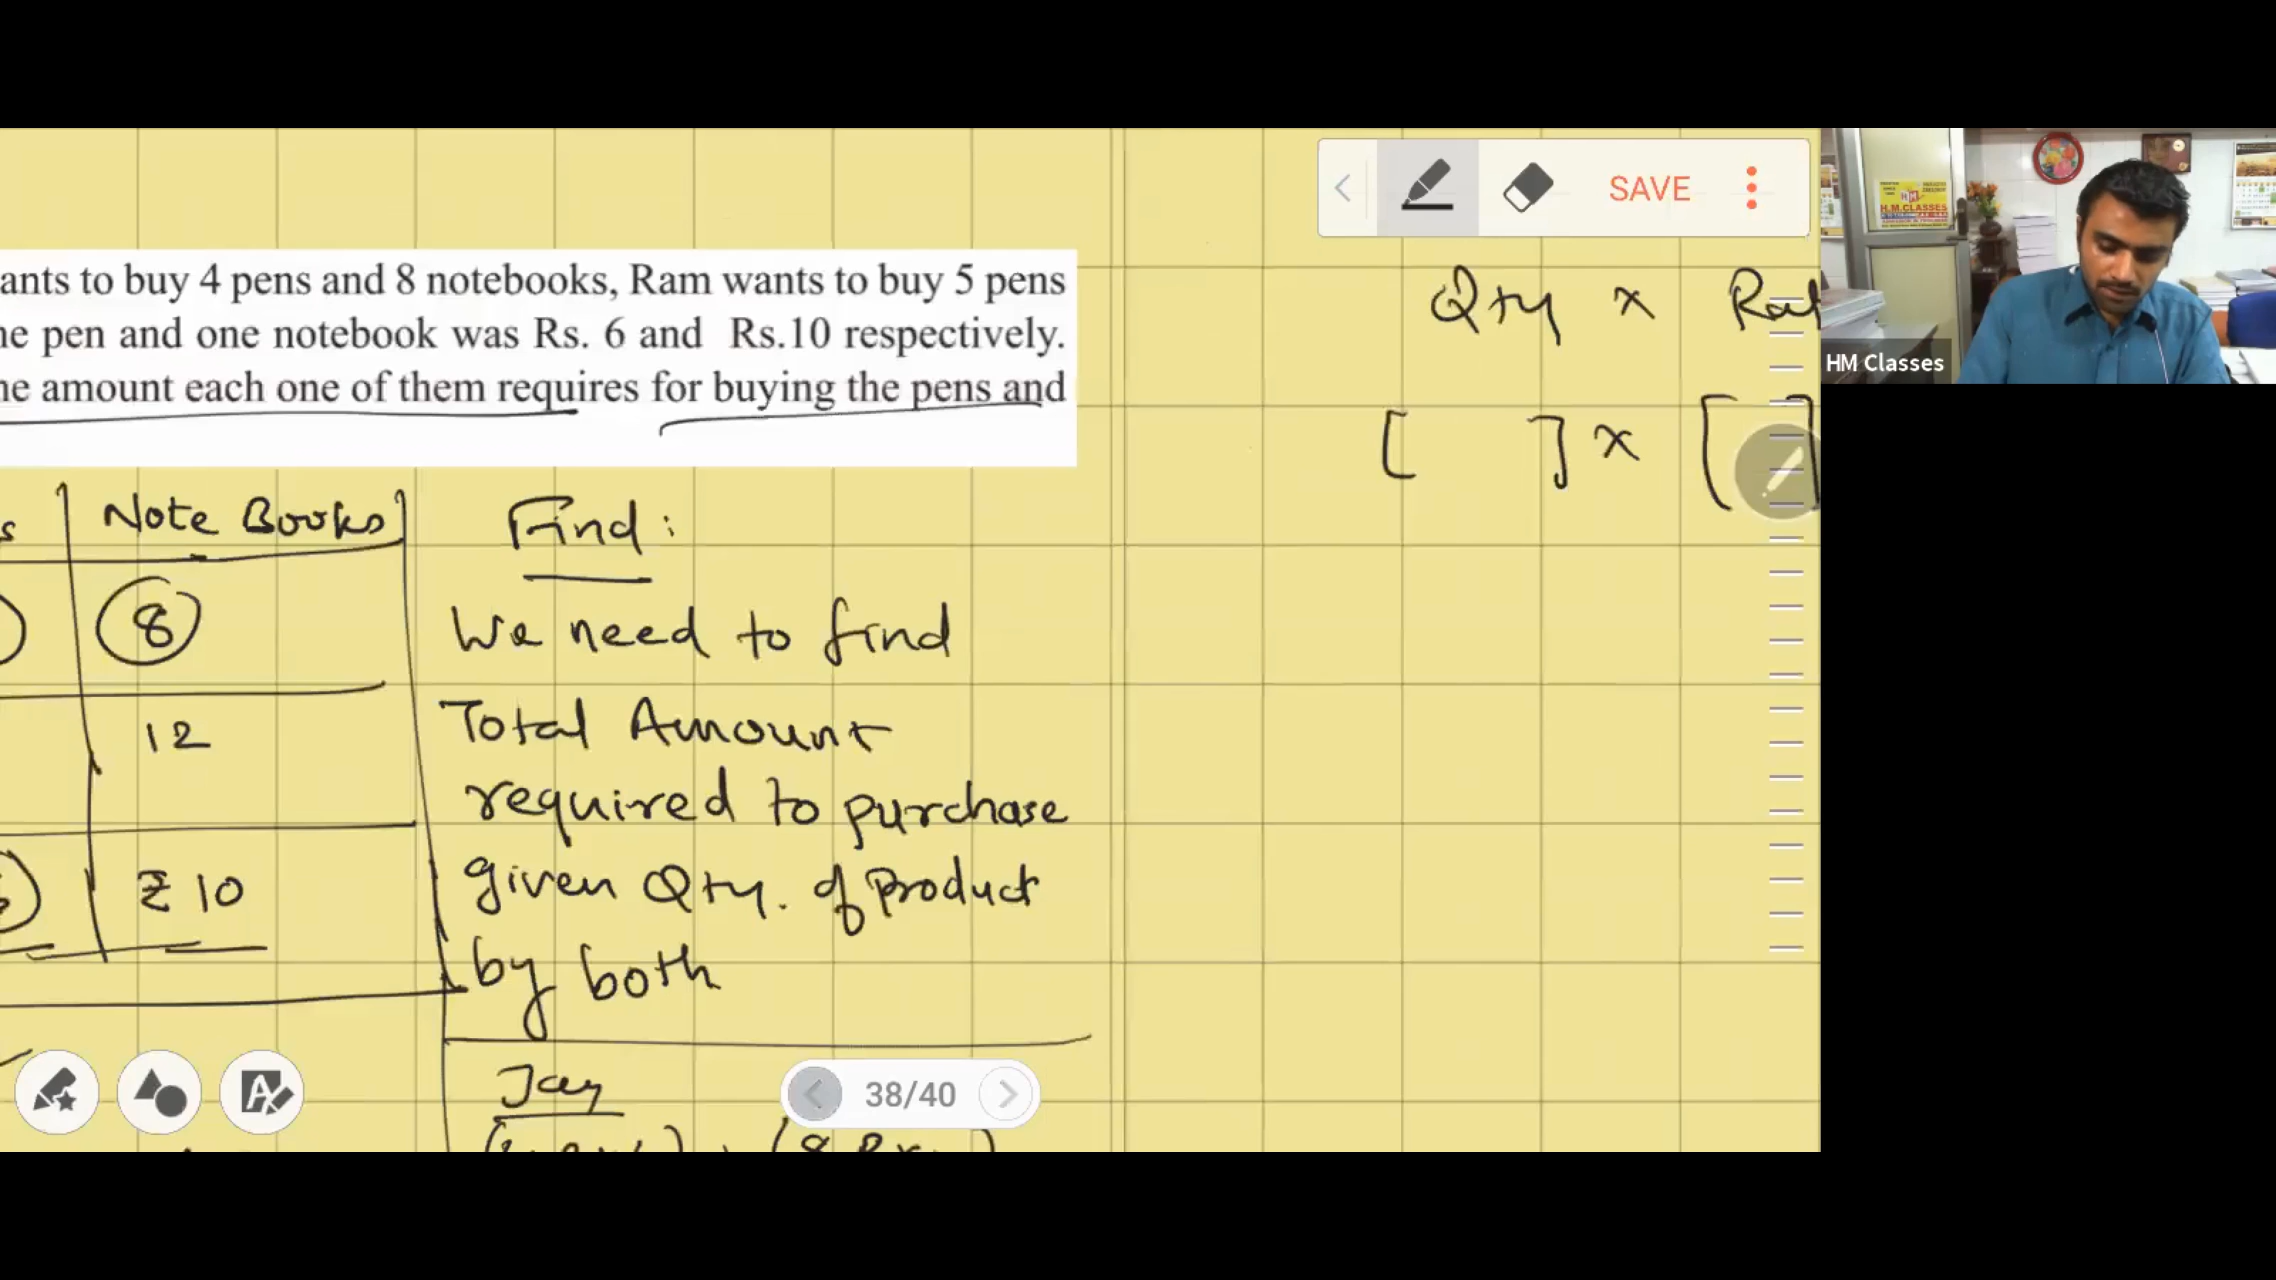 SAVE
Qty x
ants to buy 4 pens and 8 notebooks, Ram wants to buy 5 pens
ne pen and one notebook was Rs. 6 and Rs.10 respectively.
ne amount each one of them requires for buying the pens and
H.M.CLASSES
HM Classes
[ ] x [ ]
s Note Books
8
12
₹ 10
Find :
We need to find
Total Amount
required to purchase
given Qty. of product
by both
Jay
38/40